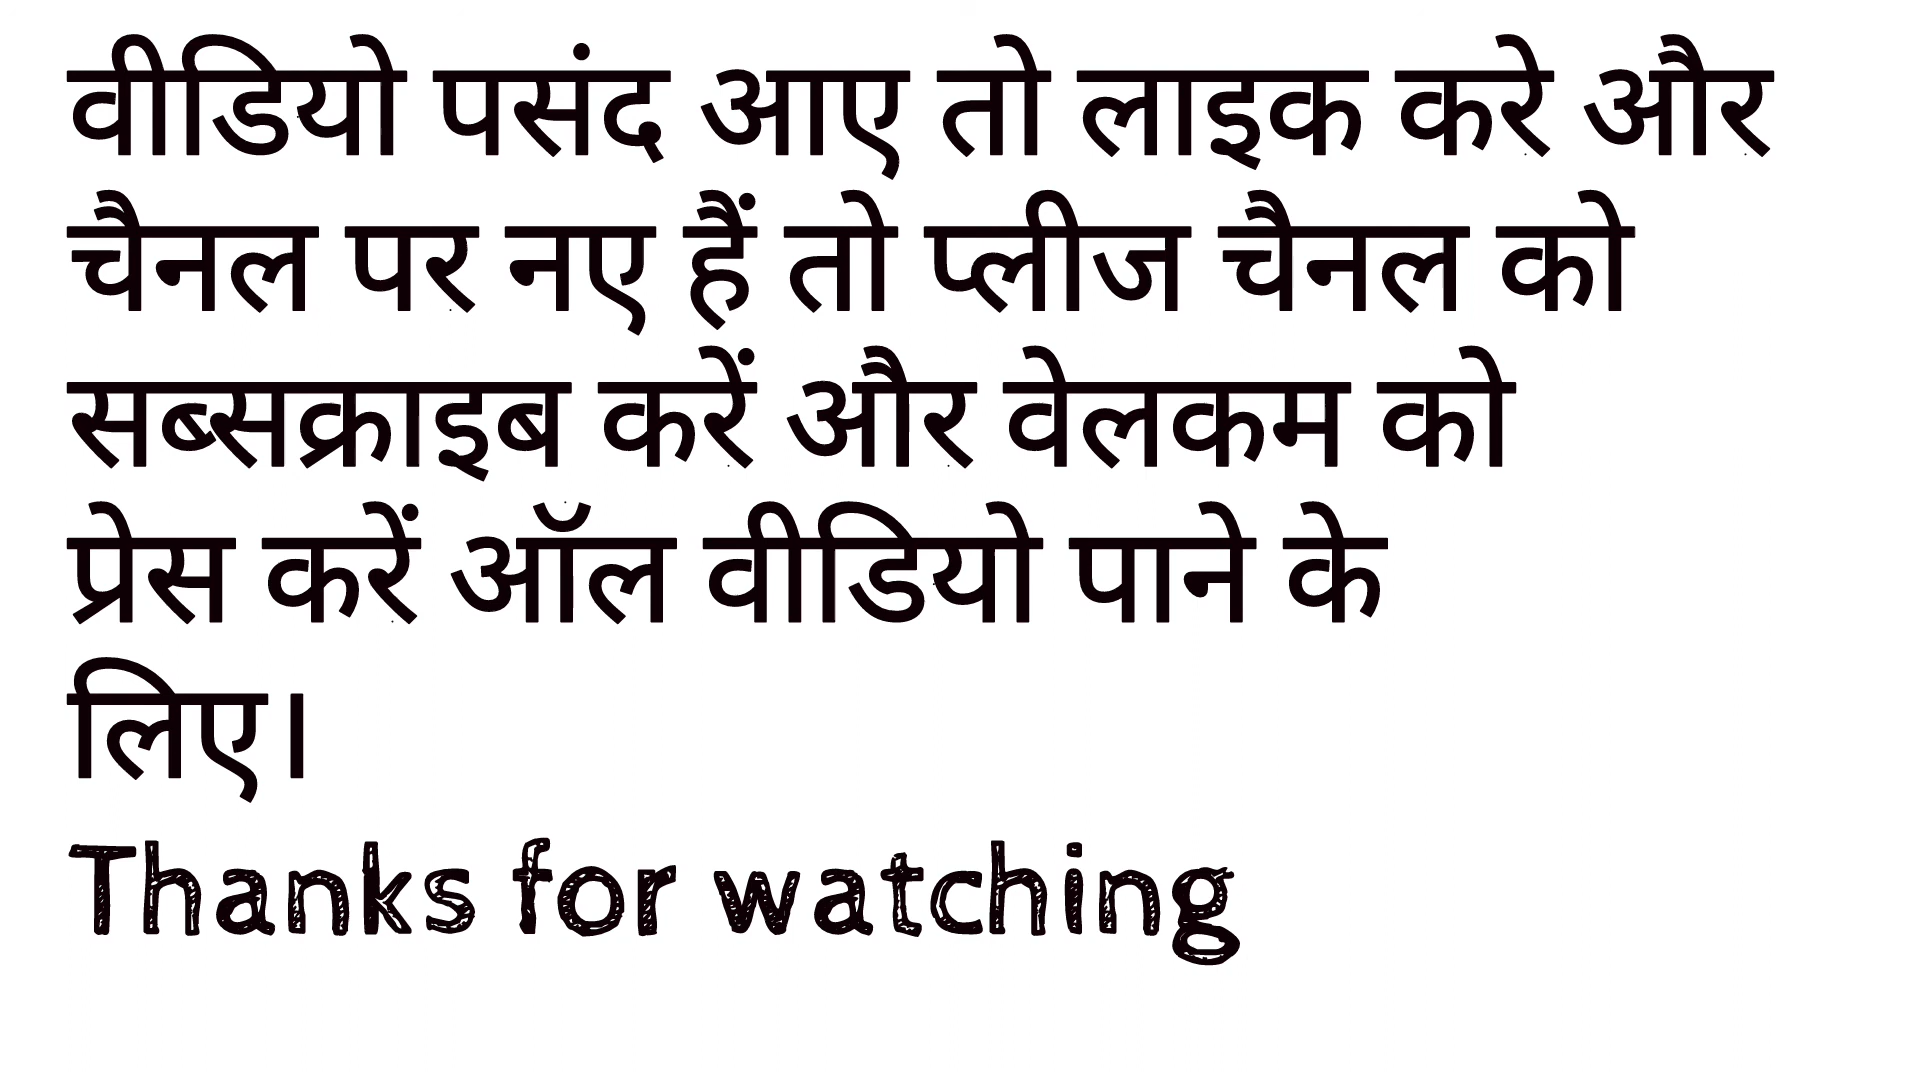 वीडियो पसंद आए तो लाइक करे और
चैनल पर नए हैं तो प्लीज चैनल को
सब्सक्राइब करें और वेलकम को
प्रेस करें ऑल वीडियो पाने के
लिए।
Thanks for watching